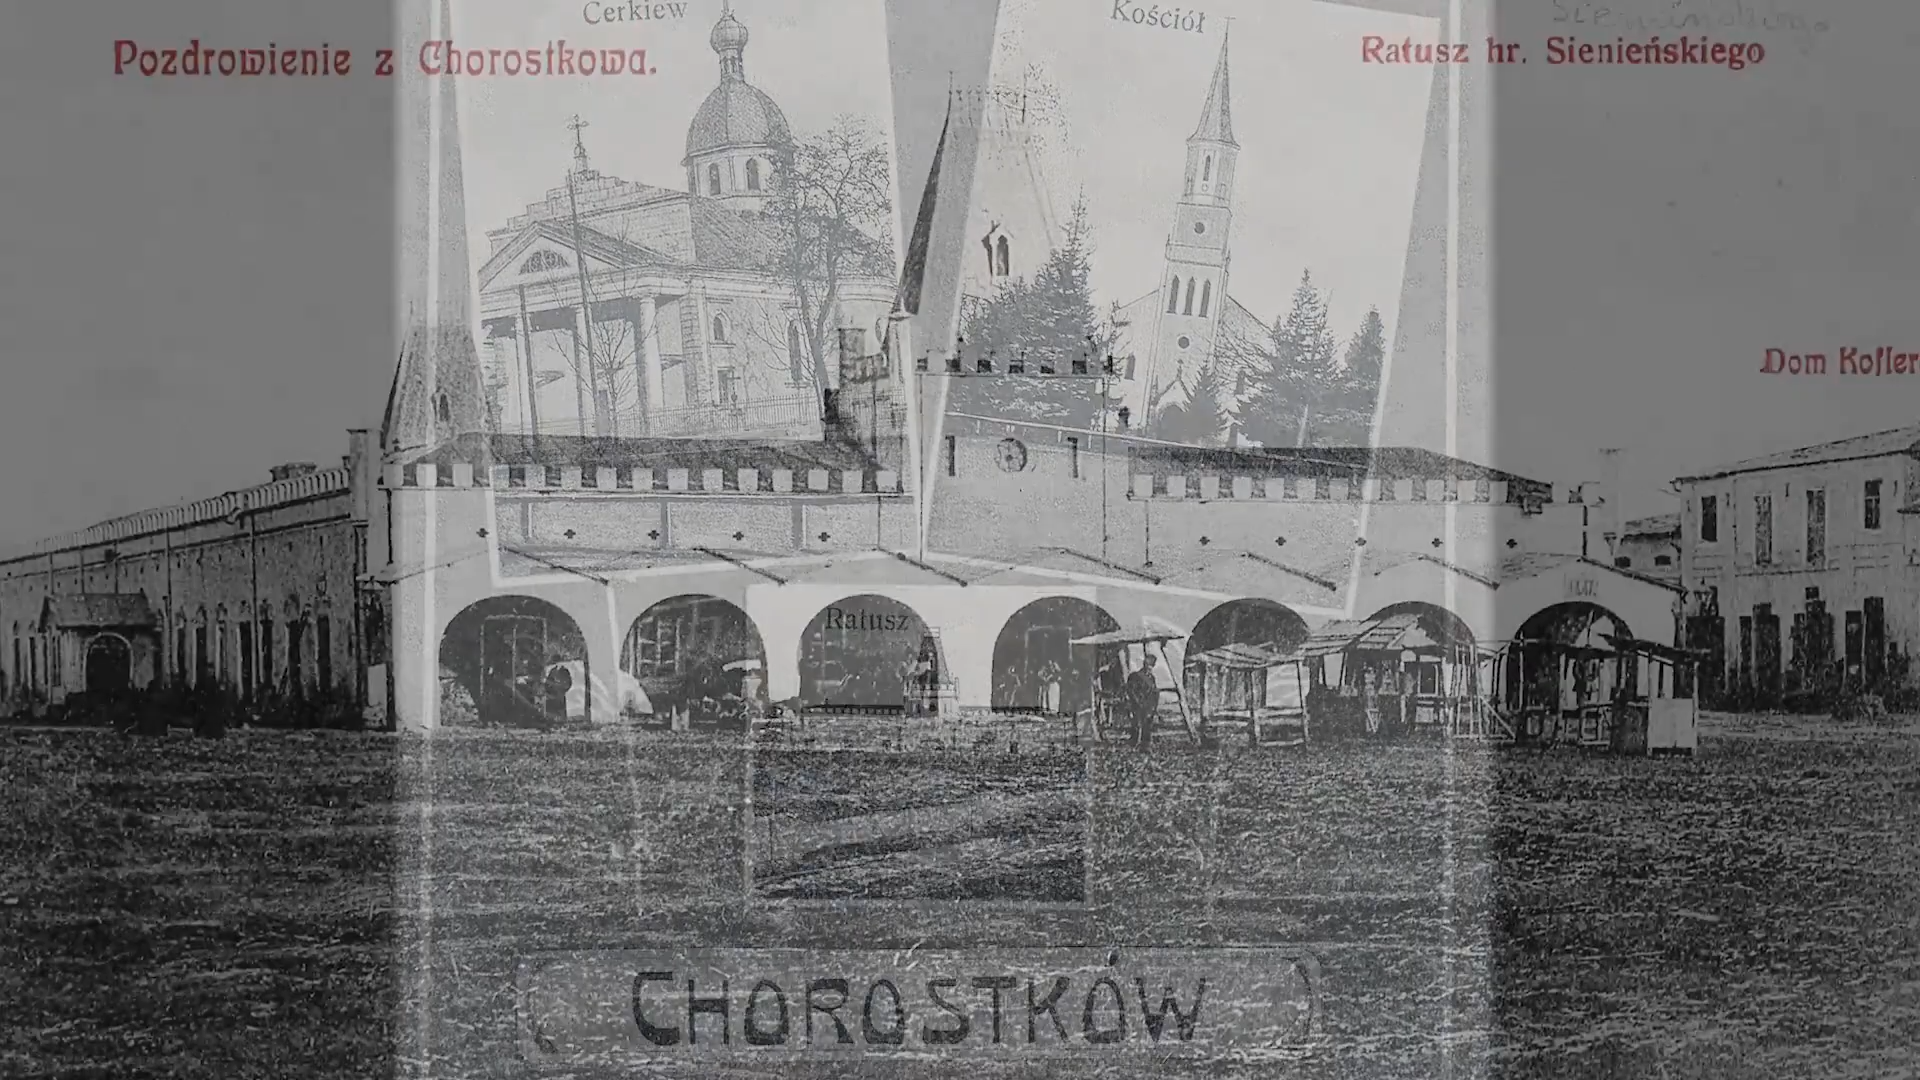 Cerkiew
Kościół
Pozdrowienie z Chorostkowa.
Ratusz hr. Sienieńskiego
Dom Kofler
Ratusz
CHOROSTKÓW